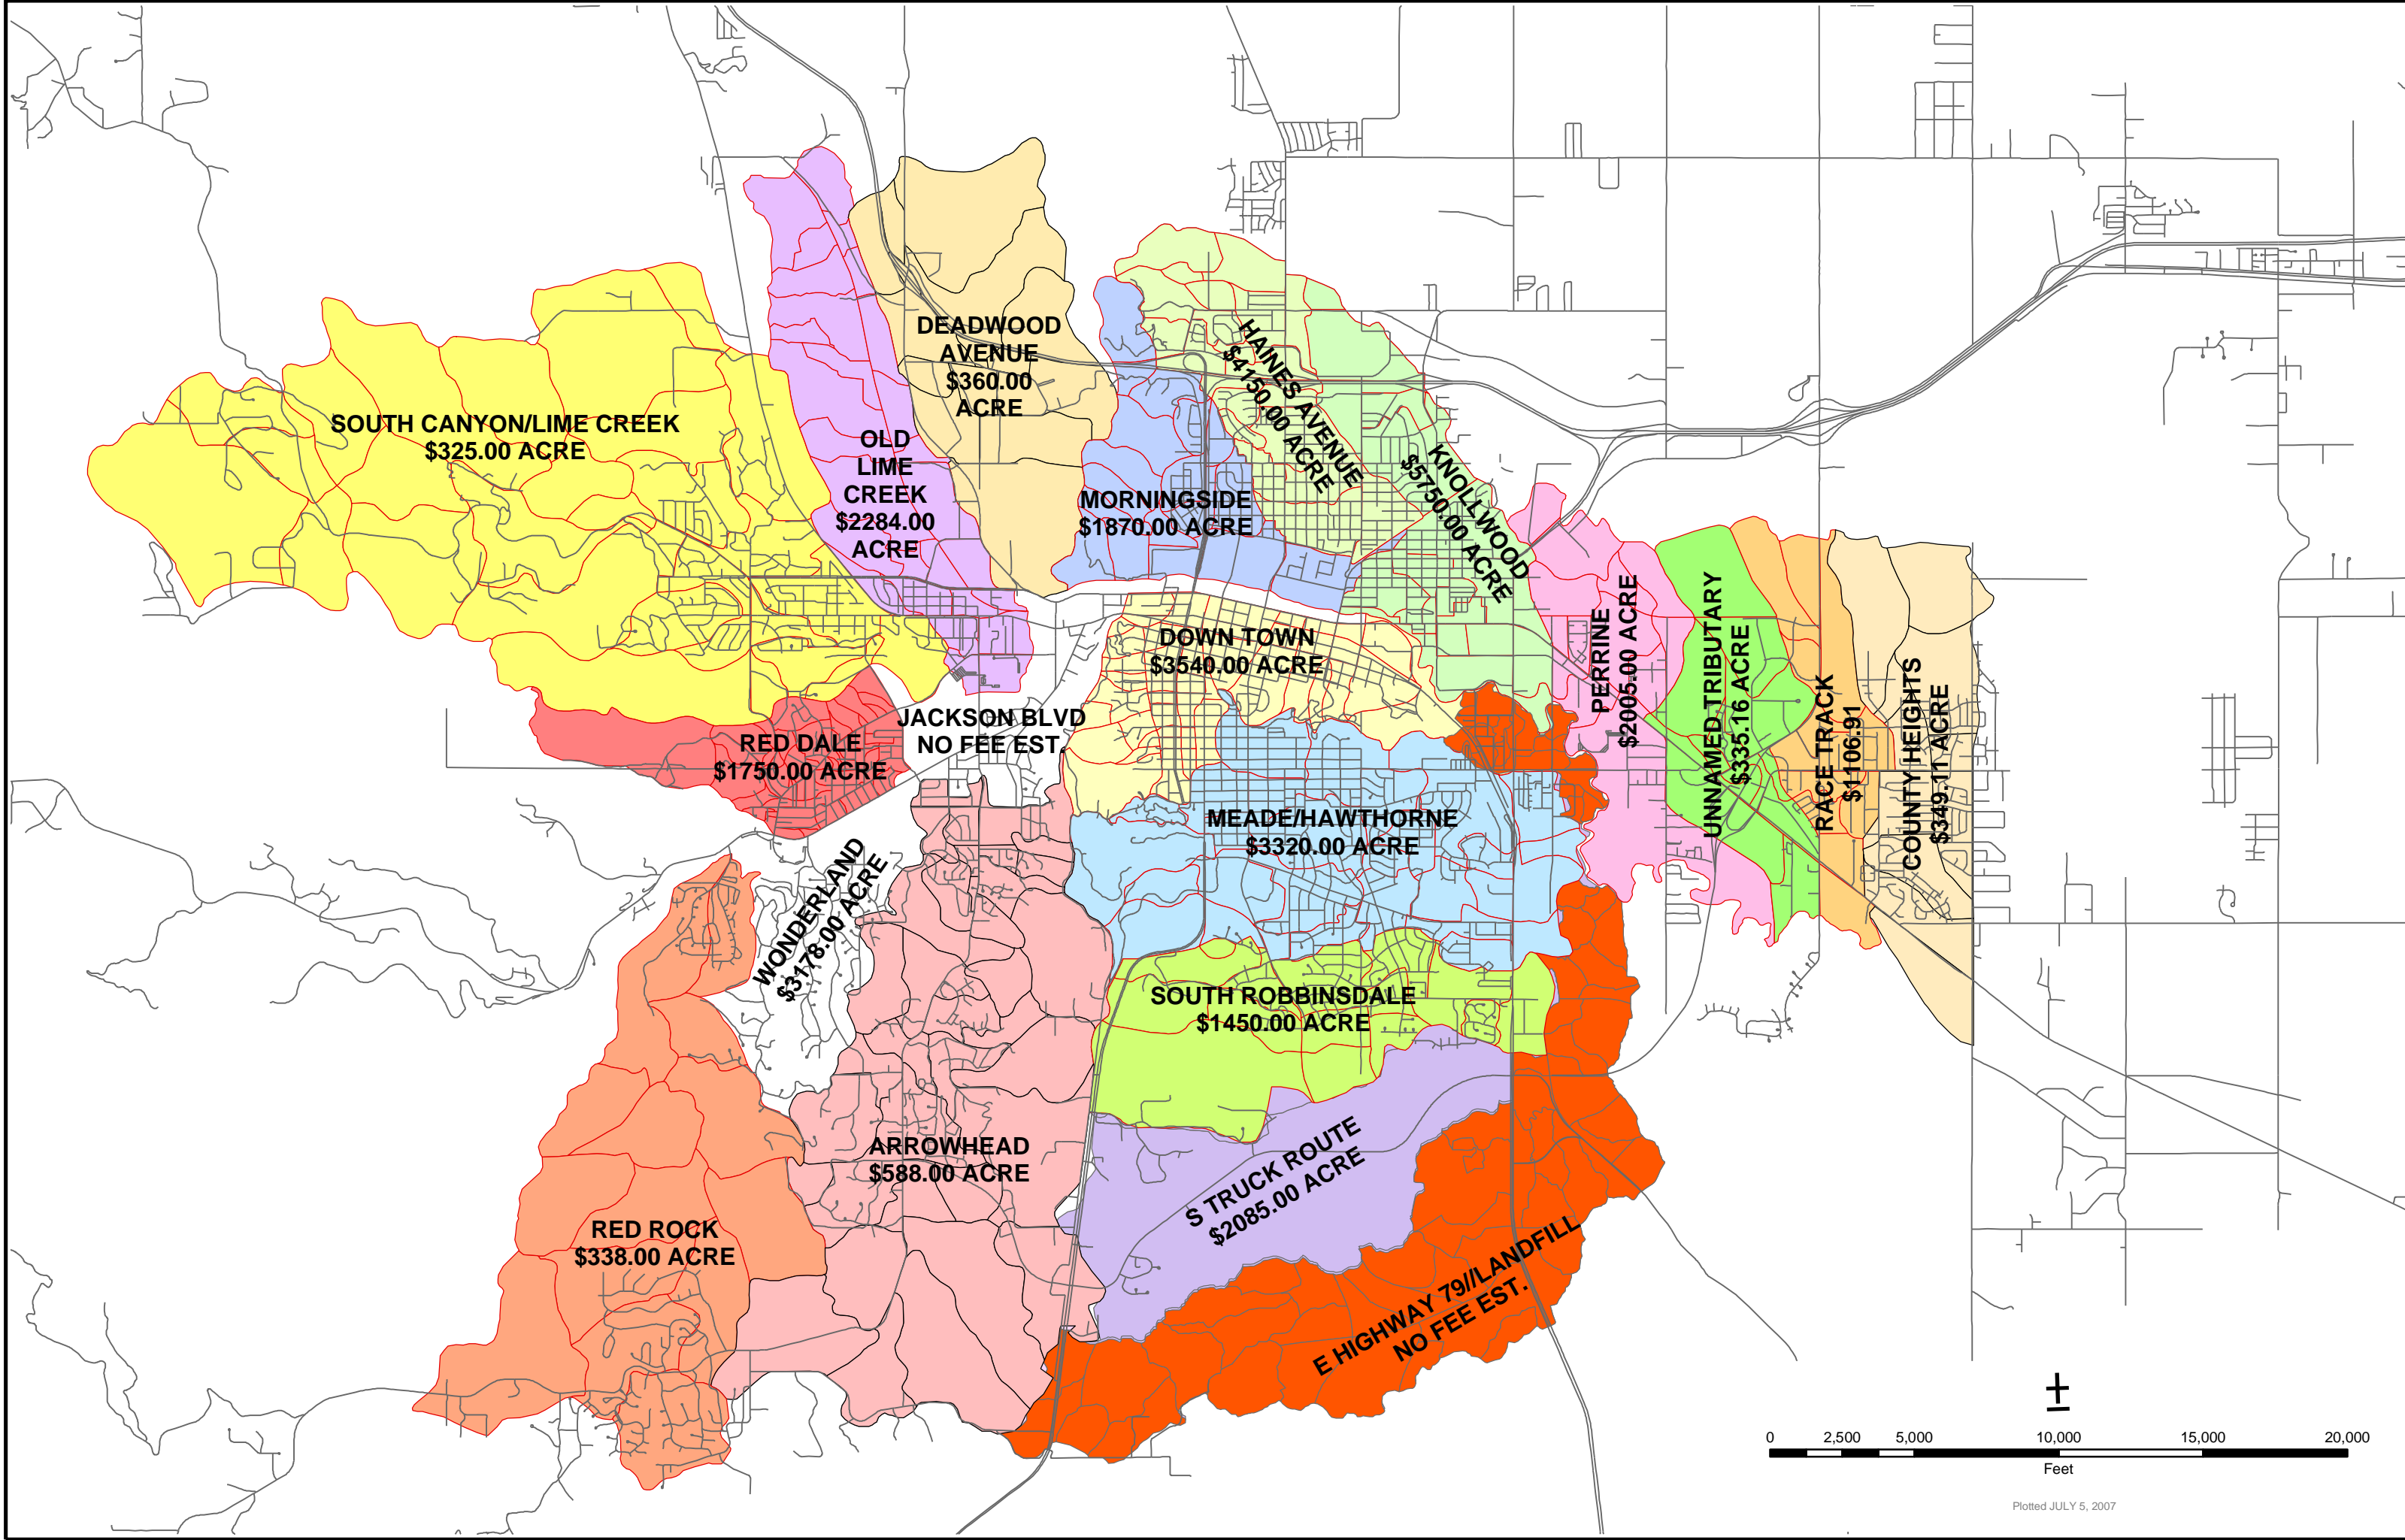 DEADWOOD
AVENUE
$360.00
ACRE
HAINES AVENUE
$4150.00 ACRE
SOUTH CANYON/LIME CREEK
$325.00 ACRE
OLD
LIME
CREEK
$2284.00
ACRE
MORNINGSIDE
$1870.00 ACRE
KNOLLWOOD
$5750.00 ACRE
DOWN TOWN
$3540.00 ACRE
PERRINE
$2005.00 ACRE
UNNAMED TRIBUTARY
$335.16 ACRE
RACE TRACK
$1106.91
COUNTY HEIGHTS
$349.11 ACRE
JACKSON BLVD
NO FEE EST.
RED DALE
$1750.00 ACRE
MEADE/HAWTHORNE
$3320.00 ACRE
WONDERLAND
$3178.00 ACRE
SOUTH ROBBINSDALE
$1450.00 ACRE
ARROWHEAD
$588.00 ACRE
S TRUCK ROUTE
$2085.00 ACRE
RED ROCK
$338.00 ACRE
E HIGHWAY 79//LANDFILL
NO FEE EST.
±
0 2,500 5,000 10,000 15,000 20,000
Feet
Plotted JULY 5, 2007